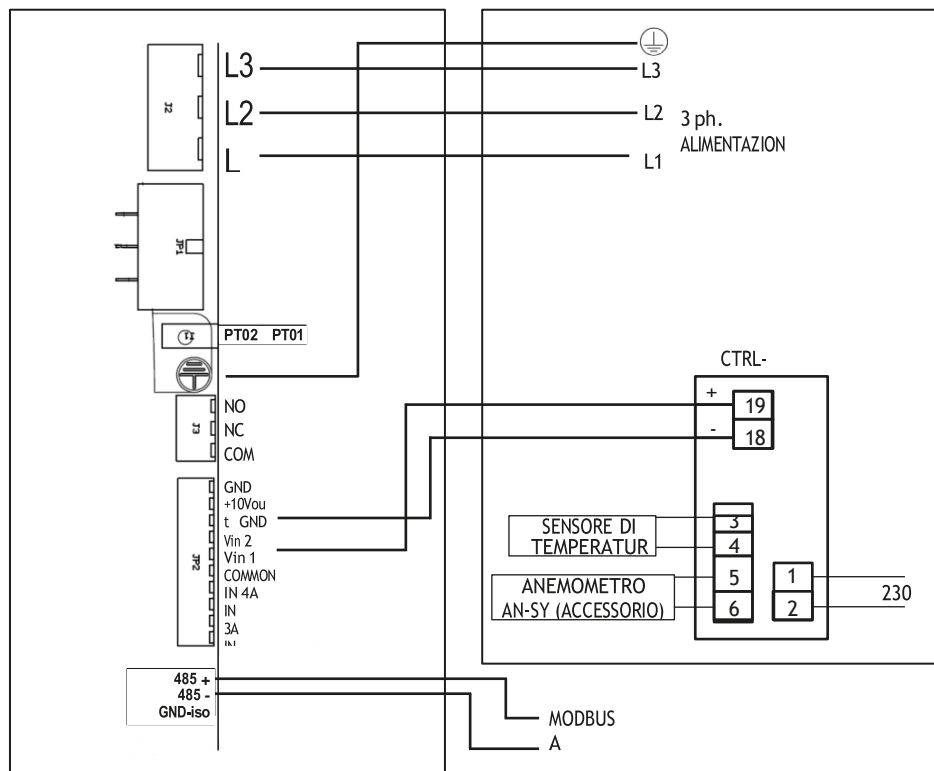 L3
L2
L
J2
JP1
J1
PT02 PT01
NO
NC
COM
J3
GND
+10Vou
t GND
Vin 2
Vin 1
COMMON
IN 4A
IN
3A
JP2
485 +
485 -
GND-iso
L3
L2
L1
3 ph.
ALIMENTAZION
CTRL-
+
19
-
18
3
4
5
6
SENSORE DI
TEMPERATUR
ANEMOMETRO
AN-SY (ACCESSORIO)
1
2
230
MODBUS
A